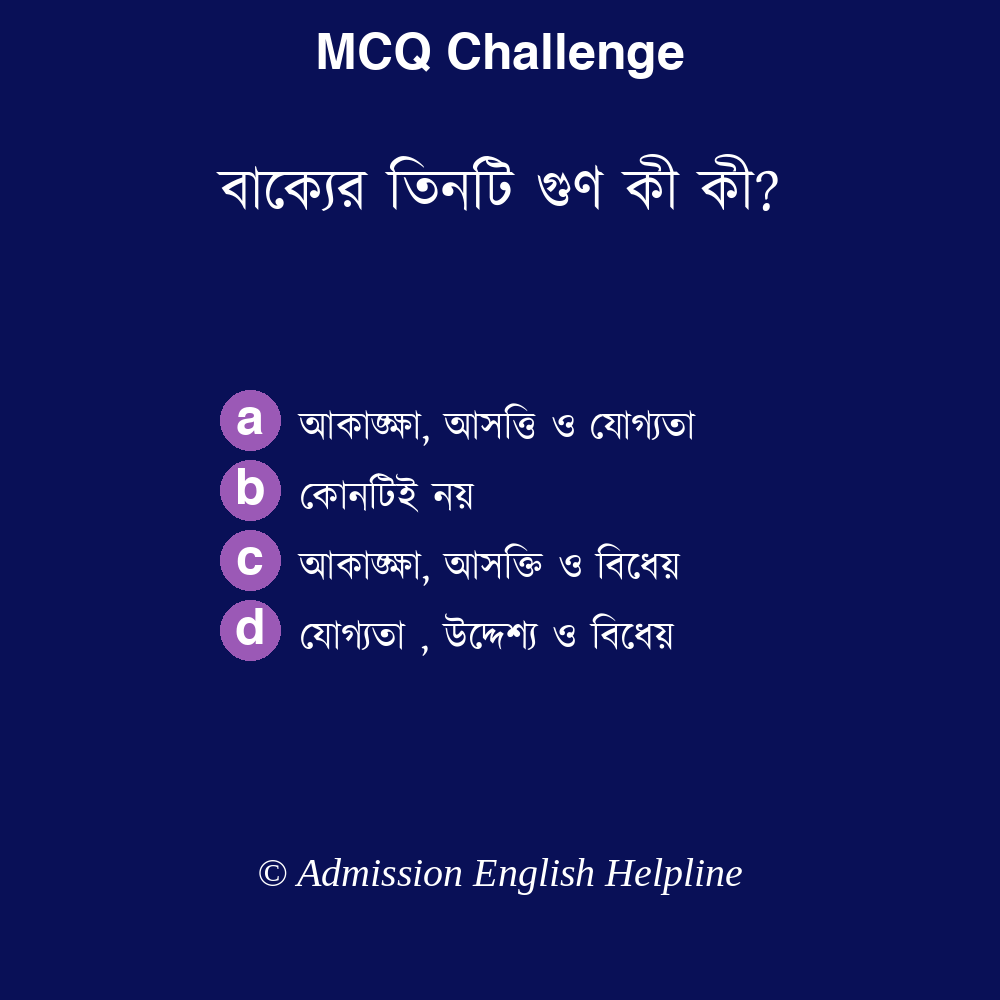 MCQ Challenge
বাক্যের তিনটি গুণ কী কী?
a আকাঙ্ক্ষা, আসত্তি ও যোগ্যতা
b কোনটিই নয়
c আকাঙ্ক্ষা, আসক্তি ও বিধেয়
d যোগ্যতা , উদ্দেশ্য ও বিধেয়
© Admission English Helpline